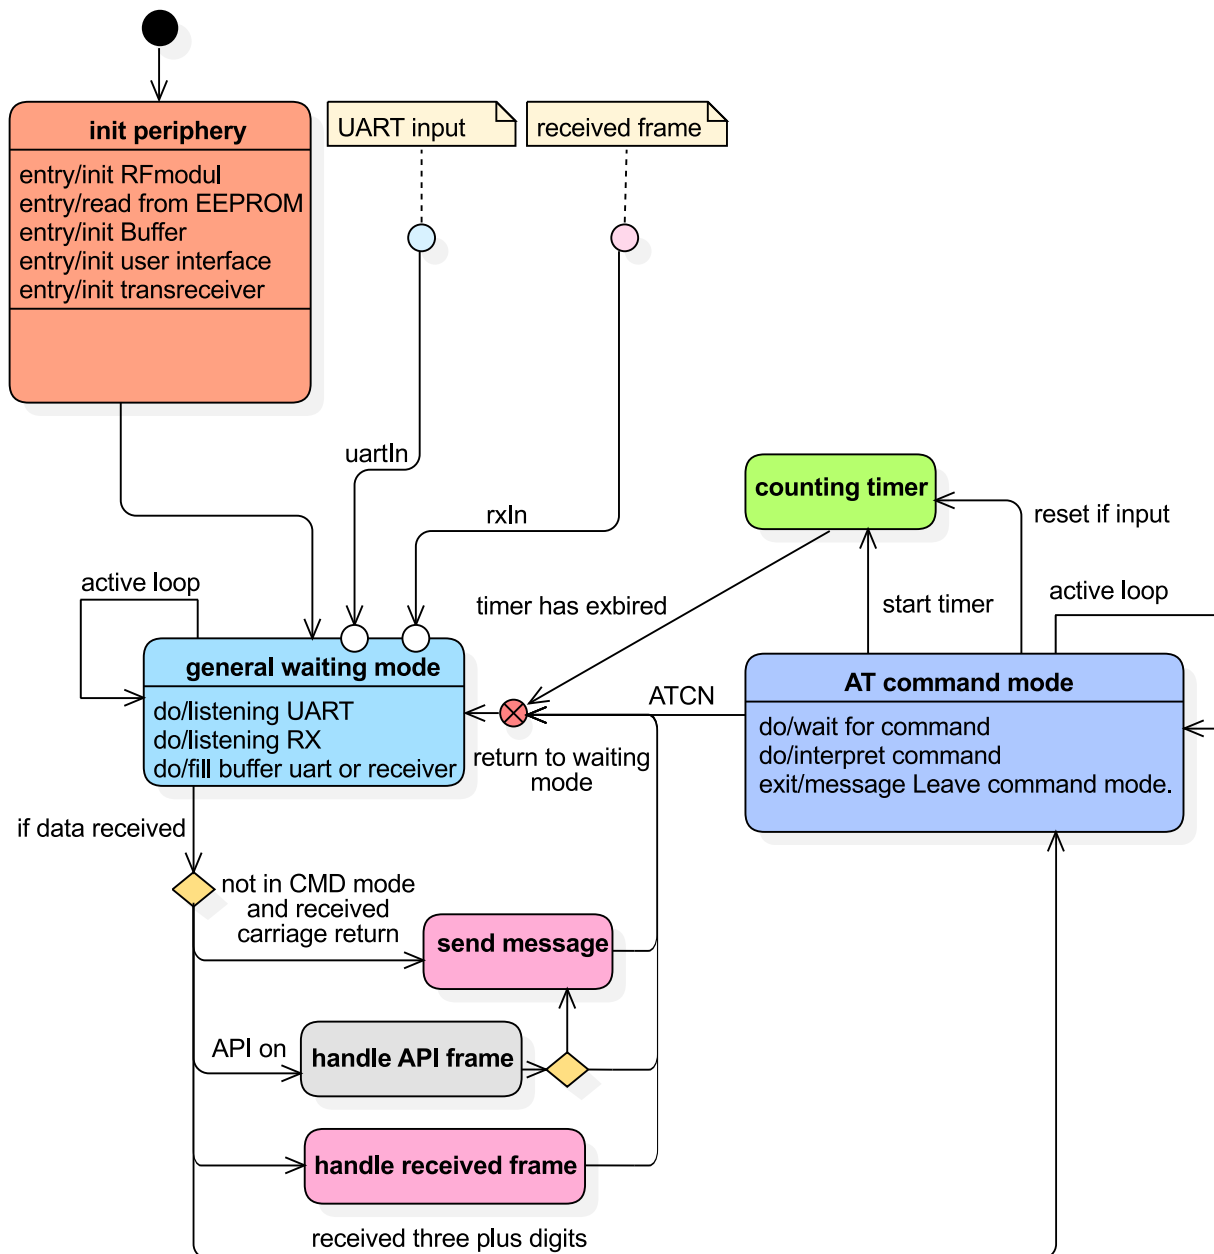 init periphery
entry/init RFmodul
entry/read from EEPROM
entry/init Buffer
entry/init user interface
entry/init transreceiver
UART input
received frame
uartIn
rxIn
counting timer
reset if input
active loop
timer has exbired
start timer
active loop
general waiting mode
do/listening UART
do/listening RX
do/fill buffer uart or receiver
ATCN
return to waiting
mode
AT command mode
do/wait for command
do/interpret command
exit/message Leave command mode.
if data received
not in CMD mode
and received
carriage return
send message
API on
handle API frame
handle received frame
received three plus digits